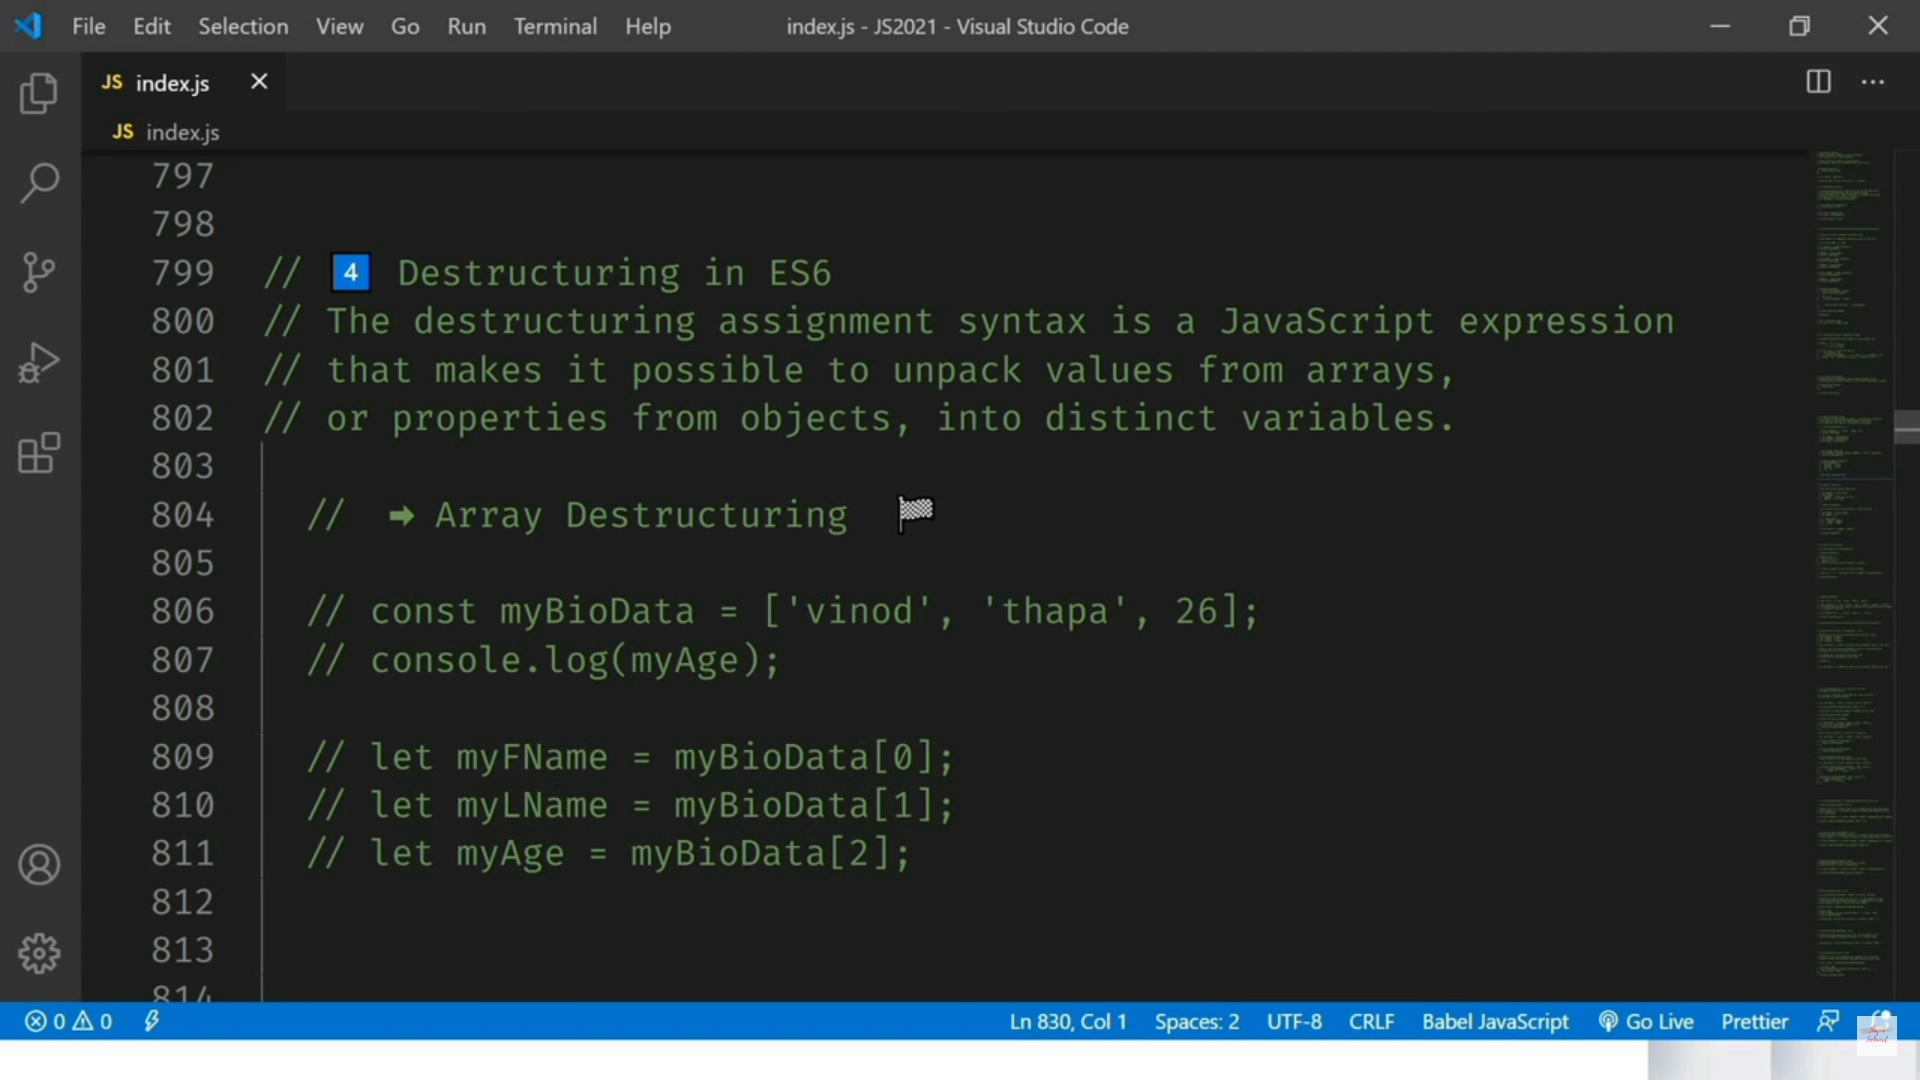 File Edit Selection View Go Run Terminal Help index.js - JS2021 - Visual Studio Code
JS index.js
JS index.js
797
798
799 // 4 Destructuring in ES6
800 // The destructuring assignment syntax is a JavaScript expression
801 // that makes it possible to unpack values from arrays,
802 // or properties from objects, into distinct variables.
803
804 // ➡ Array Destructuring 🏁
805
806 // const myBioData = ['vinod', 'thapa', 26];
807 // console.log(myAge);
808
809 // let myFName = myBioData[0];
810 // let myLName = myBioData[1];
811 // let myAge = myBioData[2];
812
813
814
0 0 Ln 830, Col 1 Spaces: 2 UTF-8 CRLF Babel JavaScript Go Live Prettier